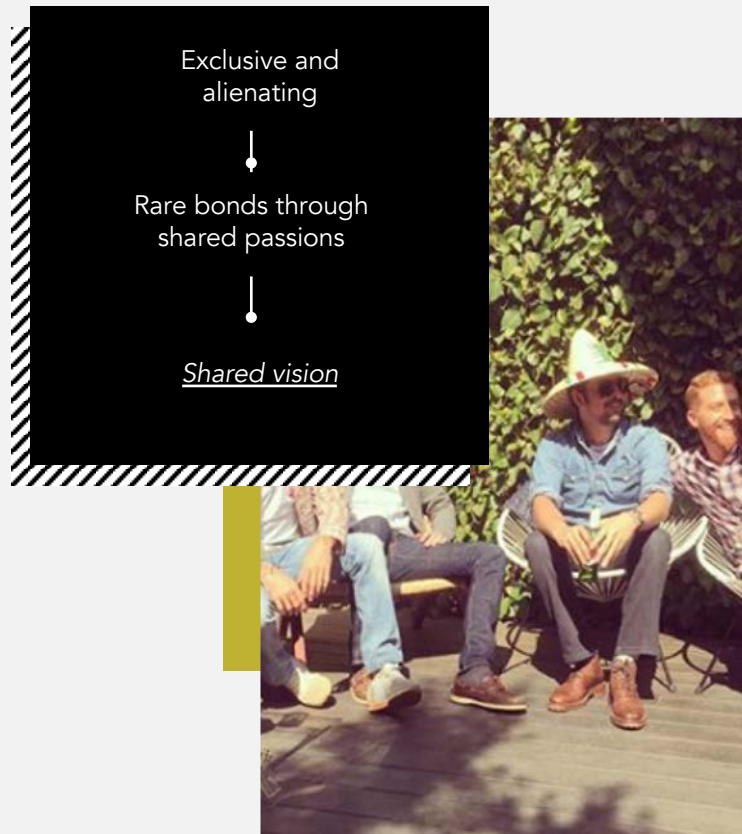 Exclusive and
alienating
Rare bonds through
shared passions
Shared vision